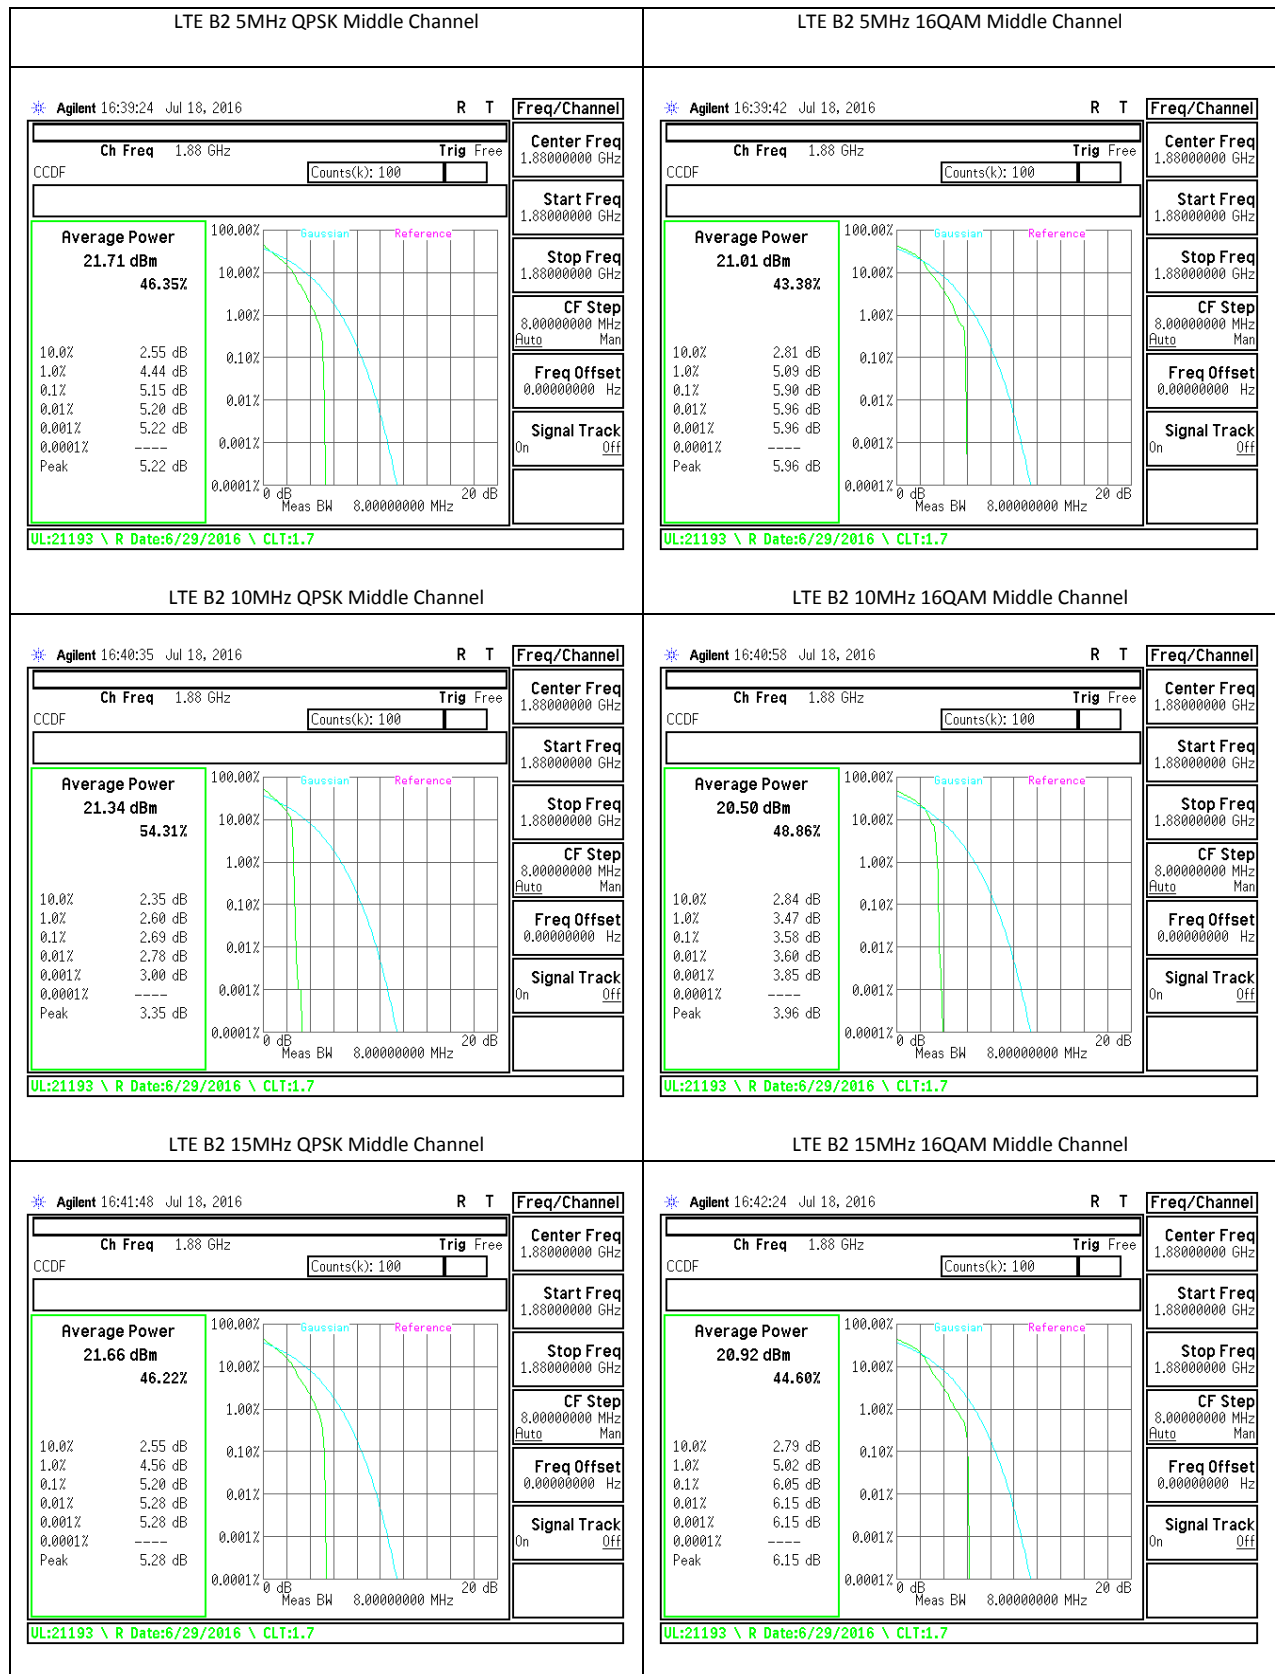 LTE B2 5MHz QPSK Middle Channel
LTE B2 5MHz 16QAM Middle Channel
Agilent 16:39:24 Jul 18, 2016 R T Freq/Channel
Ch Freq 1.88 GHz Trig Free
CCDF Counts(k): 100
Center Freq
1.88000000 GHz
Start Freq
1.88000000 GHz
Stop Freq
1.88000000 GHz
CF Step
8.00000000 MHz
Auto Man
Freq Offset
0.00000000 Hz
Signal Track
On Off
Average Power
21.71 dBm
46.35%
10.0% 2.55 dB
1.0% 4.44 dB
0.1% 5.15 dB
0.01% 5.20 dB
0.001% 5.22 dB
0.0001% ----
Peak 5.22 dB
Gaussian Reference
100.00%
10.00%
1.00%
0.10%
0.01%
0.001%
0.0001%
0 dB 20 dB
Meas BW 8.00000000 MHz
UL:21193 \ R Date:6/29/2016 \ CLT:1.7
Agilent 16:39:42 Jul 18, 2016 R T Freq/Channel
Ch Freq 1.88 GHz Trig Free
CCDF Counts(k): 100
Center Freq
1.88000000 GHz
Start Freq
1.88000000 GHz
Stop Freq
1.88000000 GHz
CF Step
8.00000000 MHz
Auto Man
Freq Offset
0.00000000 Hz
Signal Track
On Off
Average Power
21.01 dBm
43.38%
10.0% 2.81 dB
1.0% 5.09 dB
0.1% 5.90 dB
0.01% 5.96 dB
0.001% 5.96 dB
0.0001% ----
Peak 5.96 dB
Gaussian Reference
100.00%
10.00%
1.00%
0.10%
0.01%
0.001%
0.0001%
0 dB 20 dB
Meas BW 8.00000000 MHz
UL:21193 \ R Date:6/29/2016 \ CLT:1.7
LTE B2 10MHz QPSK Middle Channel
LTE B2 10MHz 16QAM Middle Channel
Agilent 16:40:35 Jul 18, 2016 R T Freq/Channel
Ch Freq 1.88 GHz Trig Free
CCDF Counts(k): 100
Center Freq
1.88000000 GHz
Start Freq
1.88000000 GHz
Stop Freq
1.88000000 GHz
CF Step
8.00000000 MHz
Auto Man
Freq Offset
0.00000000 Hz
Signal Track
On Off
Average Power
21.34 dBm
54.31%
10.0% 2.35 dB
1.0% 2.60 dB
0.1% 2.69 dB
0.01% 2.78 dB
0.001% 3.00 dB
0.0001% ----
Peak 3.35 dB
Gaussian Reference
100.00%
10.00%
1.00%
0.10%
0.01%
0.001%
0.0001%
0 dB 20 dB
Meas BW 8.00000000 MHz
UL:21193 \ R Date:6/29/2016 \ CLT:1.7
Agilent 16:40:58 Jul 18, 2016 R T Freq/Channel
Ch Freq 1.88 GHz Trig Free
CCDF Counts(k): 100
Center Freq
1.88000000 GHz
Start Freq
1.88000000 GHz
Stop Freq
1.88000000 GHz
CF Step
8.00000000 MHz
Auto Man
Freq Offset
0.00000000 Hz
Signal Track
On Off
Average Power
20.50 dBm
48.86%
10.0% 2.84 dB
1.0% 3.47 dB
0.1% 3.58 dB
0.01% 3.60 dB
0.001% 3.85 dB
0.0001% ----
Peak 3.96 dB
Gaussian Reference
100.00%
10.00%
1.00%
0.10%
0.01%
0.001%
0.0001%
0 dB 20 dB
Meas BW 8.00000000 MHz
UL:21193 \ R Date:6/29/2016 \ CLT:1.7
LTE B2 15MHz QPSK Middle Channel
LTE B2 15MHz 16QAM Middle Channel
Agilent 16:41:48 Jul 18, 2016 R T Freq/Channel
Ch Freq 1.88 GHz Trig Free
CCDF Counts(k): 100
Center Freq
1.88000000 GHz
Start Freq
1.88000000 GHz
Stop Freq
1.88000000 GHz
CF Step
8.00000000 MHz
Auto Man
Freq Offset
0.00000000 Hz
Signal Track
On Off
Average Power
21.66 dBm
46.22%
10.0% 2.55 dB
1.0% 4.56 dB
0.1% 5.20 dB
0.01% 5.28 dB
0.001% 5.28 dB
0.0001% ----
Peak 5.28 dB
Gaussian Reference
100.00%
10.00%
1.00%
0.10%
0.01%
0.001%
0.0001%
0 dB 20 dB
Meas BW 8.00000000 MHz
UL:21193 \ R Date:6/29/2016 \ CLT:1.7
Agilent 16:42:24 Jul 18, 2016 R T Freq/Channel
Ch Freq 1.88 GHz Trig Free
CCDF Counts(k): 100
Center Freq
1.88000000 GHz
Start Freq
1.88000000 GHz
Stop Freq
1.88000000 GHz
CF Step
8.00000000 MHz
Auto Man
Freq Offset
0.00000000 Hz
Signal Track
On Off
Average Power
20.92 dBm
44.60%
10.0% 2.79 dB
1.0% 5.02 dB
0.1% 6.05 dB
0.01% 6.15 dB
0.001% 6.15 dB
0.0001% ----
Peak 6.15 dB
Gaussian Reference
100.00%
10.00%
1.00%
0.10%
0.01%
0.001%
0.0001%
0 dB 20 dB
Meas BW 8.00000000 MHz
UL:21193 \ R Date:6/29/2016 \ CLT:1.7